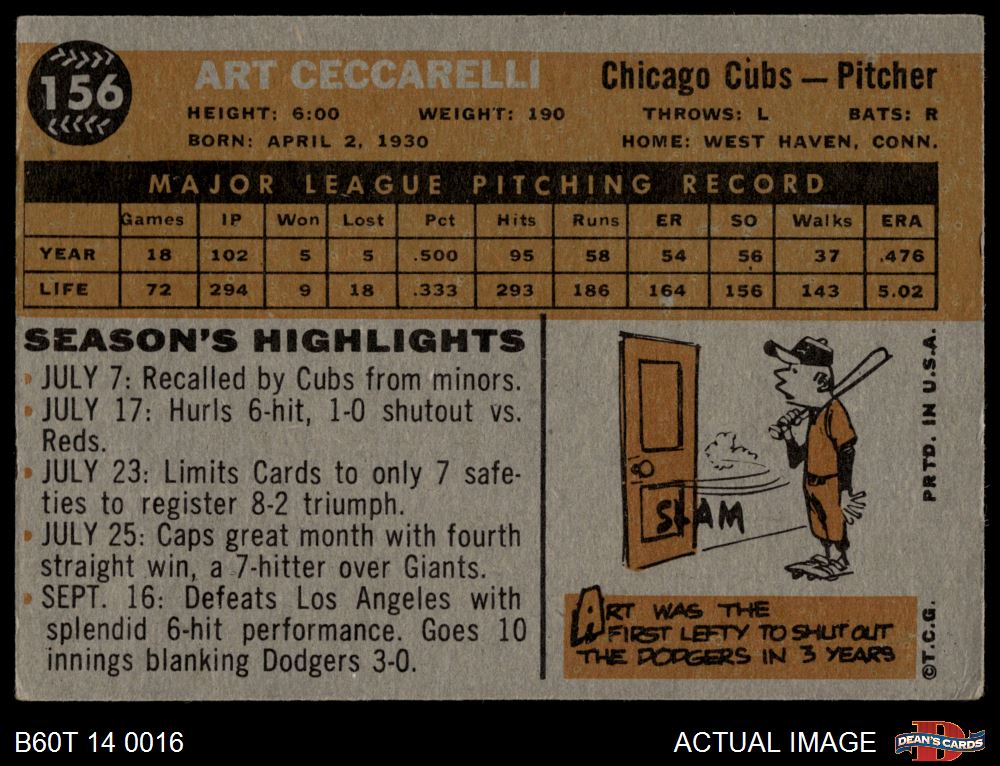 156
ART CECCARELLI
Chicago Cubs — Pitcher
HEIGHT: 6:00 WEIGHT: 190 THROWS: L BATS: R
BORN: APRIL 2, 1930 HOME: WEST HAVEN, CONN.
MAJOR LEAGUE PITCHING RECORD
Games IP Won Lost Pct Hits Runs ER SO Walks ERA
YEAR 18 102 5 5 .500 95 58 54 56 37 .476
LIFE 72 294 9 18 .333 293 186 164 156 143 5.02
SEASON'S HIGHLIGHTS
• JULY 7: Recalled by Cubs from minors.
• JULY 17: Hurls 6-hit, 1-0 shutout vs.
Reds.
• JULY 23: Limits Cards to only 7 safe-
ties to register 8-2 triumph.
• JULY 25: Caps great month with fourth
straight win, a 7-hitter over Giants.
• SEPT. 16: Defeats Los Angeles with
splendid 6-hit performance. Goes 10
innings blanking Dodgers 3-0.
SLAM
ART WAS THE
FIRST LEFTY TO SHUT OUT
THE DODGERS IN 3 YEARS
©T.C.G. PRTD. IN U.S.A.
B60T 14 0016
ACTUAL IMAGE
D
DEAN'S CARDS